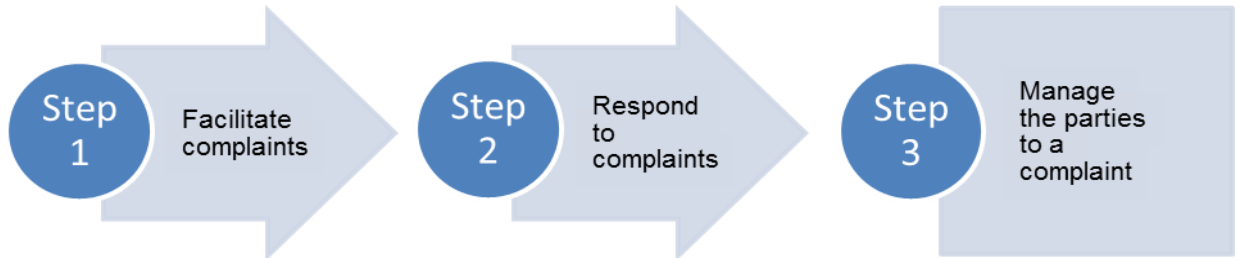 Step
1
Facilitate
complaints
Step
2
Respond
to
complaints
Step
3
Manage
the parties
to a
complaint